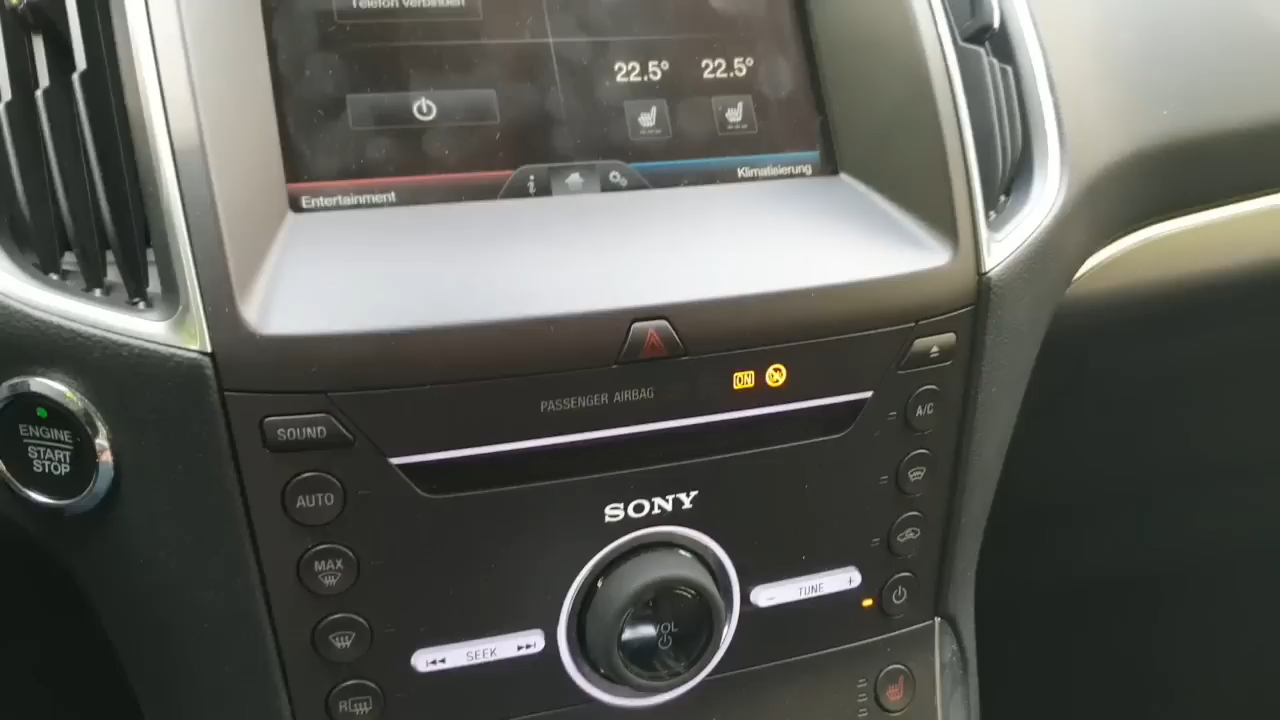 Telefon verbinden
22.5° 22.5°
Entertainment
Klimatisierung
PASSENGER AIRBAG
ON
ENGINE
START
STOP
SOUND
A/C
AUTO
SONY
MAX
- TUNE +
VOL
SEEK
R